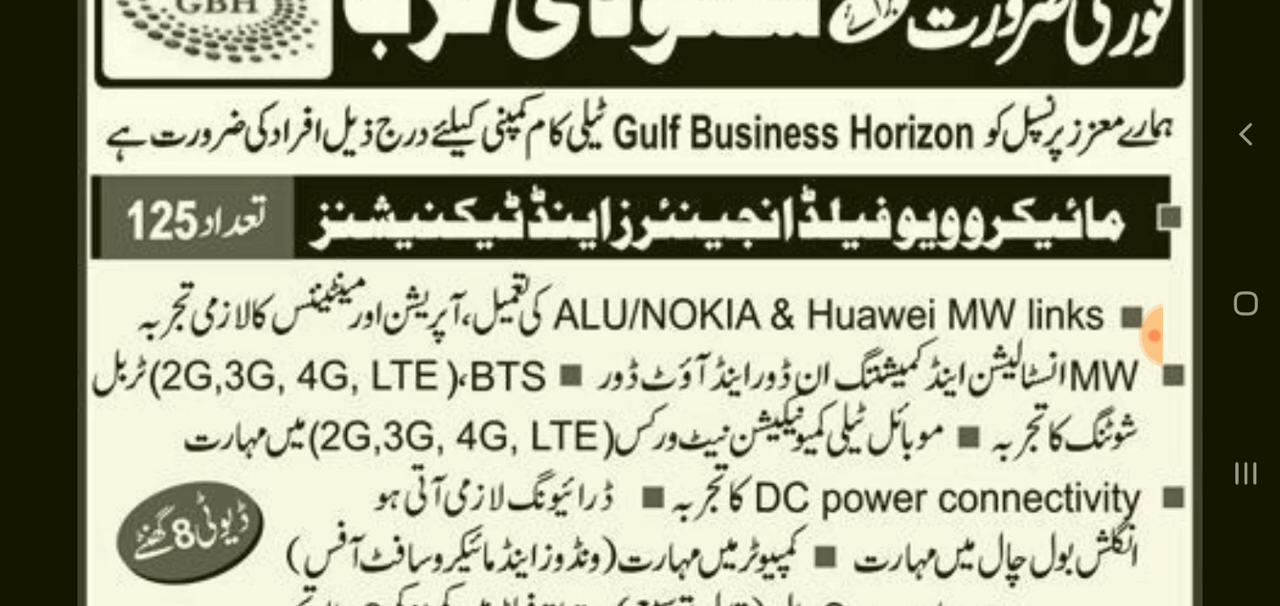 فوری ضرورت برائے سعودی عرب
GBH
ہمارے معزز پرنسپل کو Gulf Business Horizon ٹیلی کام کمپنی کیلئے درج ذیل افراد کی ضرورت ہے
مائیکرو ویو فیلڈ انجینئرز اینڈ ٹیکنیشنز تعداد 125
■ ALU/NOKIA & Huawei MW links کی تعمیل، آپریشن اور مینٹیننس کا لازمی تجربہ
■ MW انسٹالیشن اینڈ کمیشننگ ان ڈور اینڈ آؤٹ ڈور ■ BTS،(2G,3G, 4G, LTE) ٹربل
شوٹنگ کا تجربہ ■ موبائل ٹیلی کمیونیکیشن نیٹ ورکس (2G,3G, 4G, LTE) میں مہارت
■ DC power connectivity کا تجربہ ■ ڈرائیونگ لازمی آتی ہو
انگلش بول چال میں مہارت ■ کمپیوٹر میں مہارت (ونڈوز اینڈ مائیکروسافٹ آفس)
ڈیوٹی 8 گھنٹے